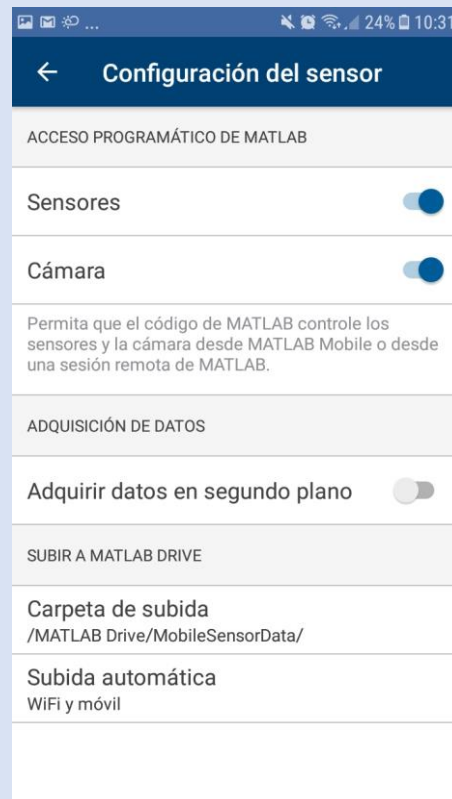 ... 24% 10:31
Configuración del sensor
ACCESO PROGRAMÁTICO DE MATLAB
Sensores
Cámara
Permita que el código de MATLAB controle los
sensores y la cámara desde MATLAB Mobile o desde
una sesión remota de MATLAB.
ADQUISICIÓN DE DATOS
Adquirir datos en segundo plano
SUBIR A MATLAB DRIVE
Carpeta de subida
/MATLAB Drive/MobileSensorData/
Subida automática
WiFi y móvil